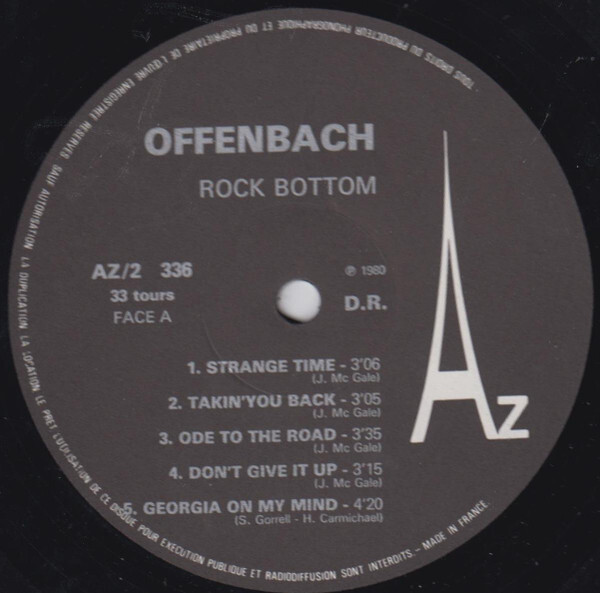 TOUS DROITS DU PRODUCTEUR PHONOGRAPHIQUE ET DU PROPRIETAIRE DE L'ŒUVRE ENREGISTREE RESERVES SAUF AUTORISATION LA DUPLICATION LA LOCATION LE PRET L'UTILISATION DE CE DISQUE POUR EXECUTION PUBLIQUE ET RADIODIFFUSION SONT INTERDITS. - MADE IN FRANCE.
OFFENBACH
ROCK BOTTOM
AZ/2 336
33 tours
FACE A
℗ 1980
D.R.
1. STRANGE TIME - 3'06
(J. Mc Gale)
2. TAKIN'YOU BACK - 3'05
(J. Mc Gale)
3. ODE TO THE ROAD - 3'35
(J. Mc Gale)
4. DON'T GIVE IT UP - 3'15
(J. Mc Gale)
5. GEORGIA ON MY MIND - 4'20
(S. Gorrell - H. Carmichael)
AZ